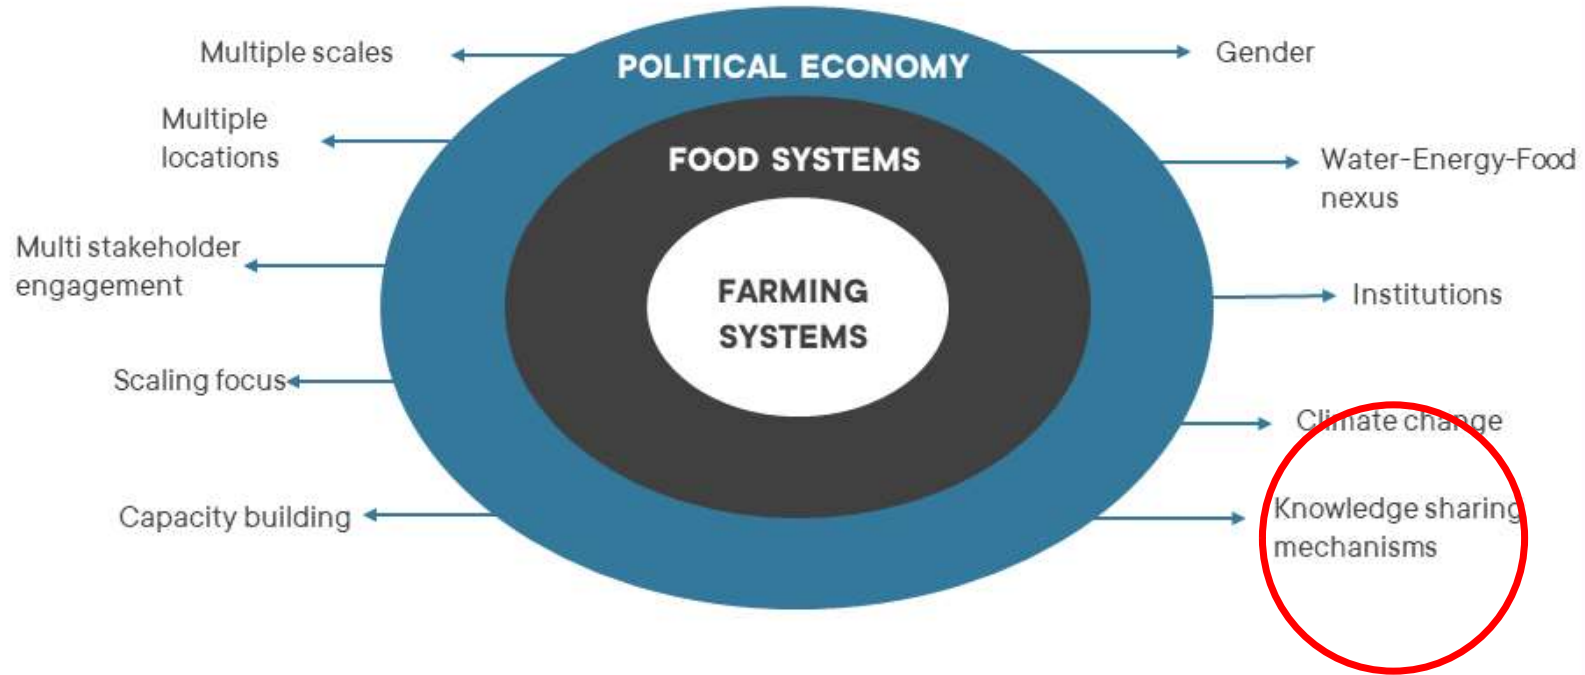 Multiple scales
POLITICAL ECONOMY
Gender
Multiple
locations
FOOD SYSTEMS
Water-Energy-Food
nexus
Multi stakeholder
engagement
FARMING
SYSTEMS
Institutions
Scaling focus
Climate change
Capacity building
Knowledge sharing
mechanisms